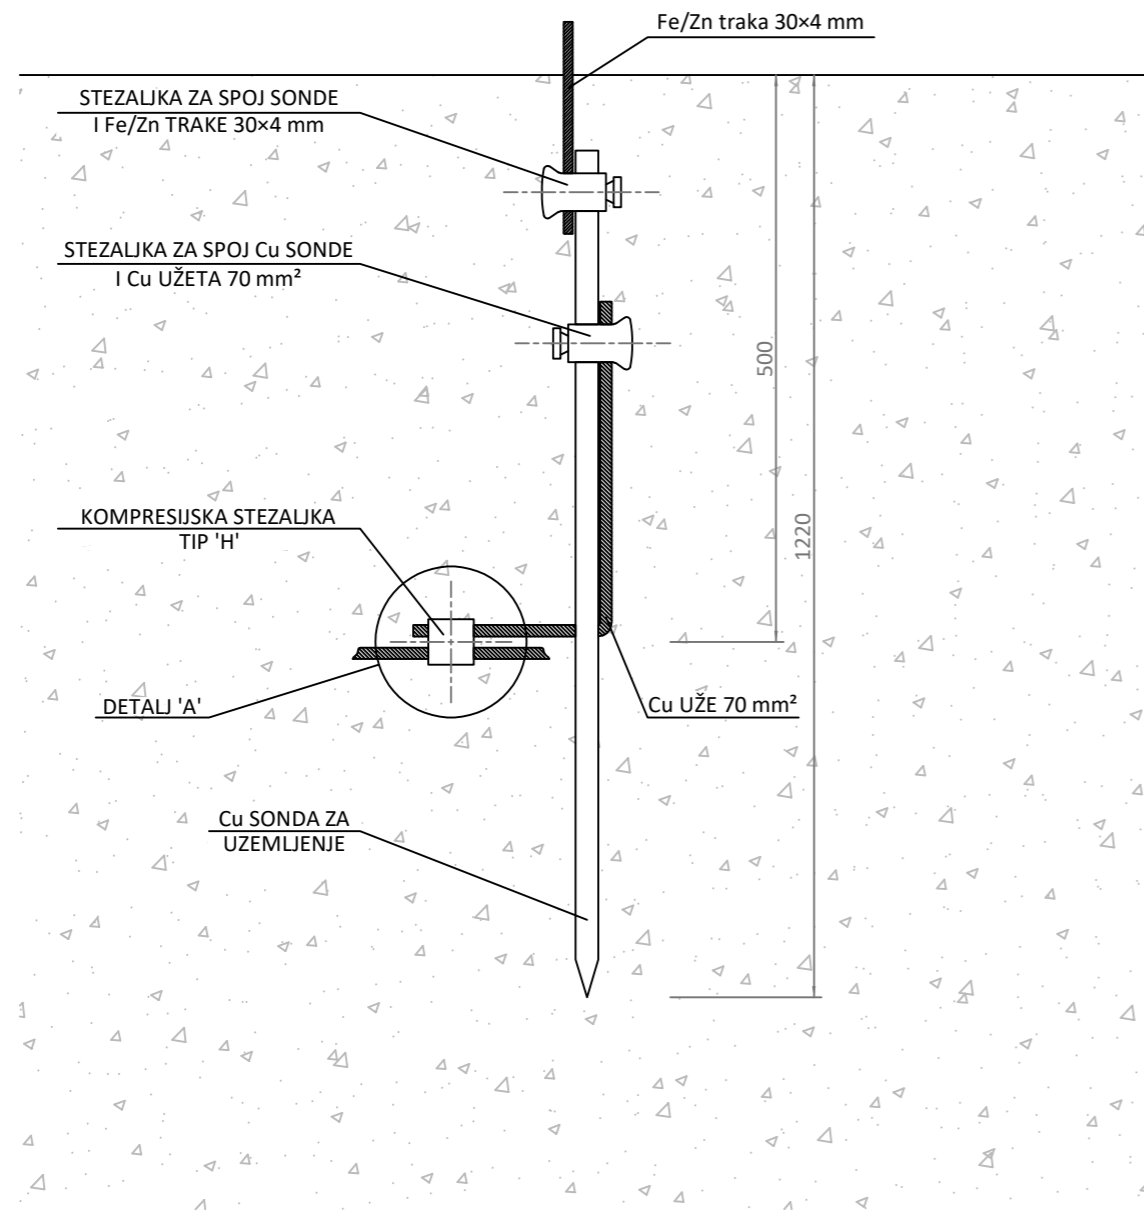 Fe/Zn traka 30×4 mm
STEZALJKA ZA SPOJ SONDE
I Fe/Zn TRAKE 30×4 mm
STEZALJKA ZA SPOJ Cu SONDE
I Cu UŽETA 70 mm²
500
1220
KOMPRESIJSKA STEZALJKA
TIP 'H'
DETALJ 'A'
Cu UŽE 70 mm²
Cu SONDA ZA
UZEMLJENJE